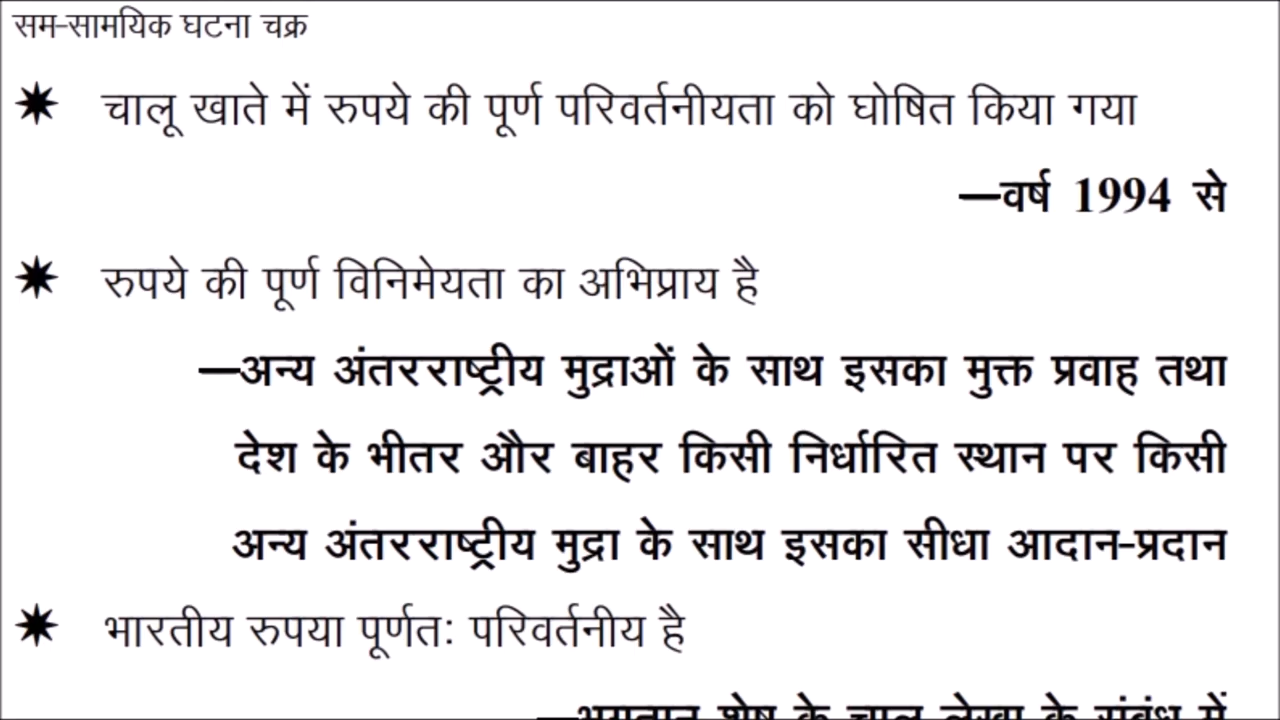 सम-सामयिक घटना चक्र
✷ चालू खाते में रुपये की पूर्ण परिवर्तनीयता को घोषित किया गया
—वर्ष 1994 से
✷ रुपये की पूर्ण विनिमेयता का अभिप्राय है
—अन्य अंतरराष्ट्रीय मुद्राओं के साथ इसका मुक्त प्रवाह तथा
देश के भीतर और बाहर किसी निर्धारित स्थान पर किसी
अन्य अंतरराष्ट्रीय मुद्रा के साथ इसका सीधा आदान-प्रदान
✷ भारतीय रुपया पूर्णतः परिवर्तनीय है
—भुगतान शेष के चालू लेखा के संबंध में